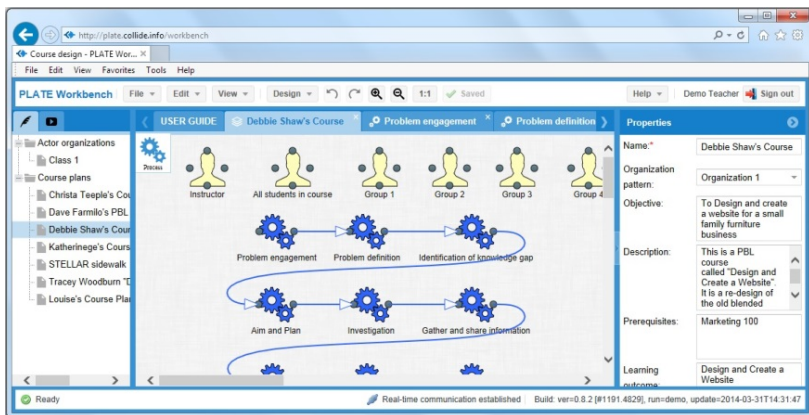 http://plate.collide.info/workbench
Course design - PLATE Wor...
File Edit View Favorites Tools Help
PLATE Workbench File Edit View Design 1:1 Saved Help Demo Teacher Sign out
USER GUIDE Debbie Shaw's Course Problem engagement Problem definition
Properties
Actor organizations
Class 1
Course plans
Christa Teeple's Cou
Dave Farmilo's PBL
Debbie Shaw's Cour
Katherinege's Cours
STELLAR sidewalk
Tracey Woodburn "D
Louise's Course Pla
Process
Instructor All students in course Group 1 Group 2 Group 3 Group 4
Problem engagement Problem definition Identification of knowledge gap
Aim and Plan Investigation Gather and share information
Name:* Debbie Shaw's Course
Organization pattern: Organization 1
Objective: To Design and create
a website for a small
family furniture
business
Description: This is a PBL
course
called "Design and
Create a Website".
It is a re-design of
the old blended
Prerequisites: Marketing 100
Learning outcome: Design and Create a
Website
Ready Real-time communication established Build: ver=0.8.2 [#1191.4829], run=demo, update=2014-03-31T14:31:47